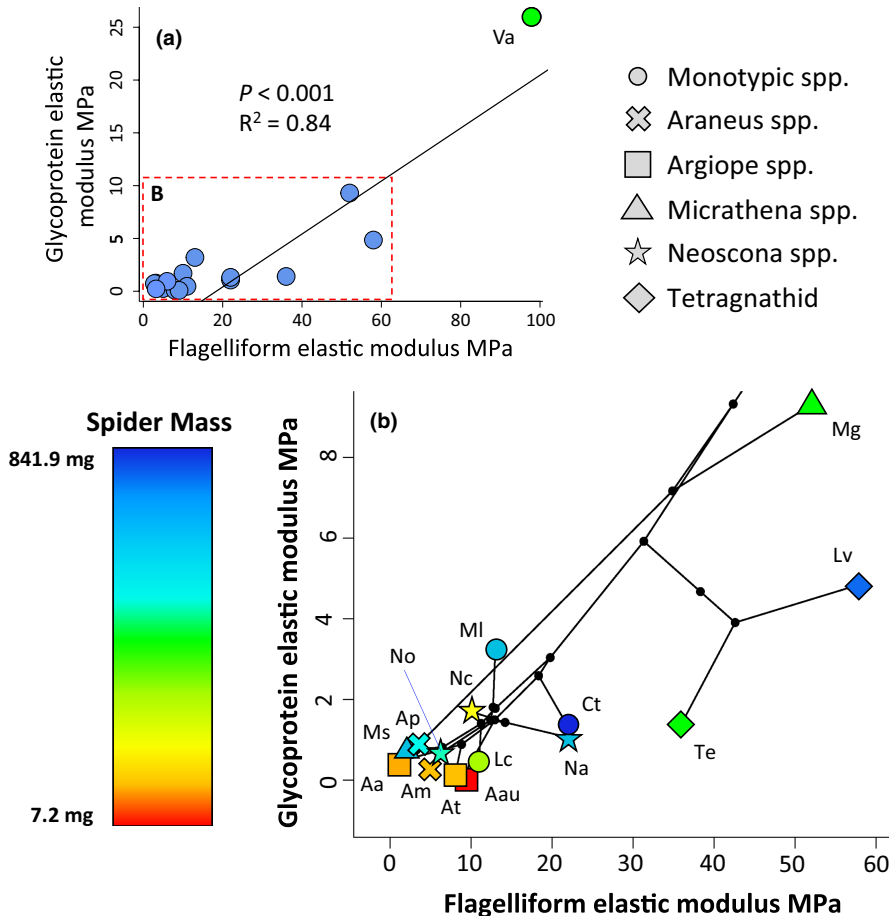 (a)
Va
P < 0.001
R² = 0.84
B
25
20
15
10
5
0
Glycoprotein elastic
modulus MPa
0 20 40 60 80 100
Flagelliform elastic modulus MPa
Monotypic spp.
Araneus spp.
Argiope spp.
Micrathena spp.
Neoscona spp.
Tetragnathid
Spider Mass
841.9 mg
7.2 mg
(b)
Glycoprotein elastic modulus MPa
8
6
4
2
0
Mg
Lv
Ml
No
Nc
Ct
Ms
Ap
Lc
Na
Te
Aa
Am
At
Aau
0 10 20 30 40 50 60
Flagelliform elastic modulus MPa